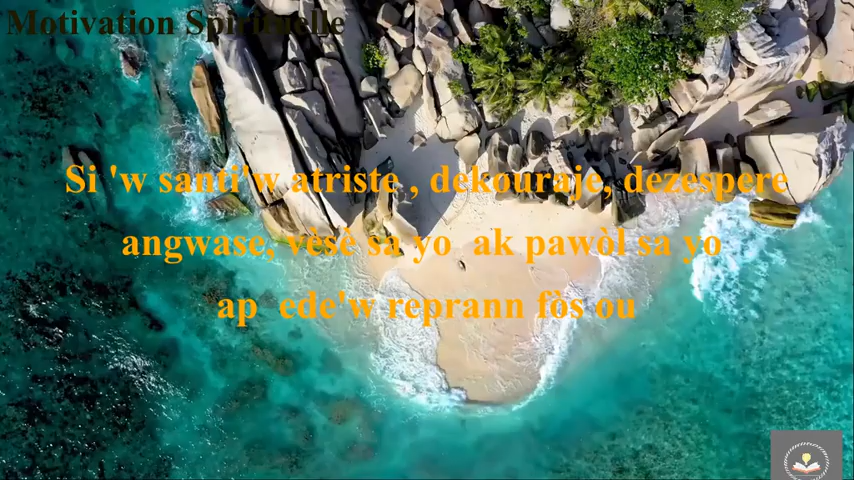 Motivation Spirituelle
Si 'w santi'w atriste , dekouraje, dezespere
angwase, vèsè sa yo ak pawòl sa yo
ap ede'w reprann fòs ou